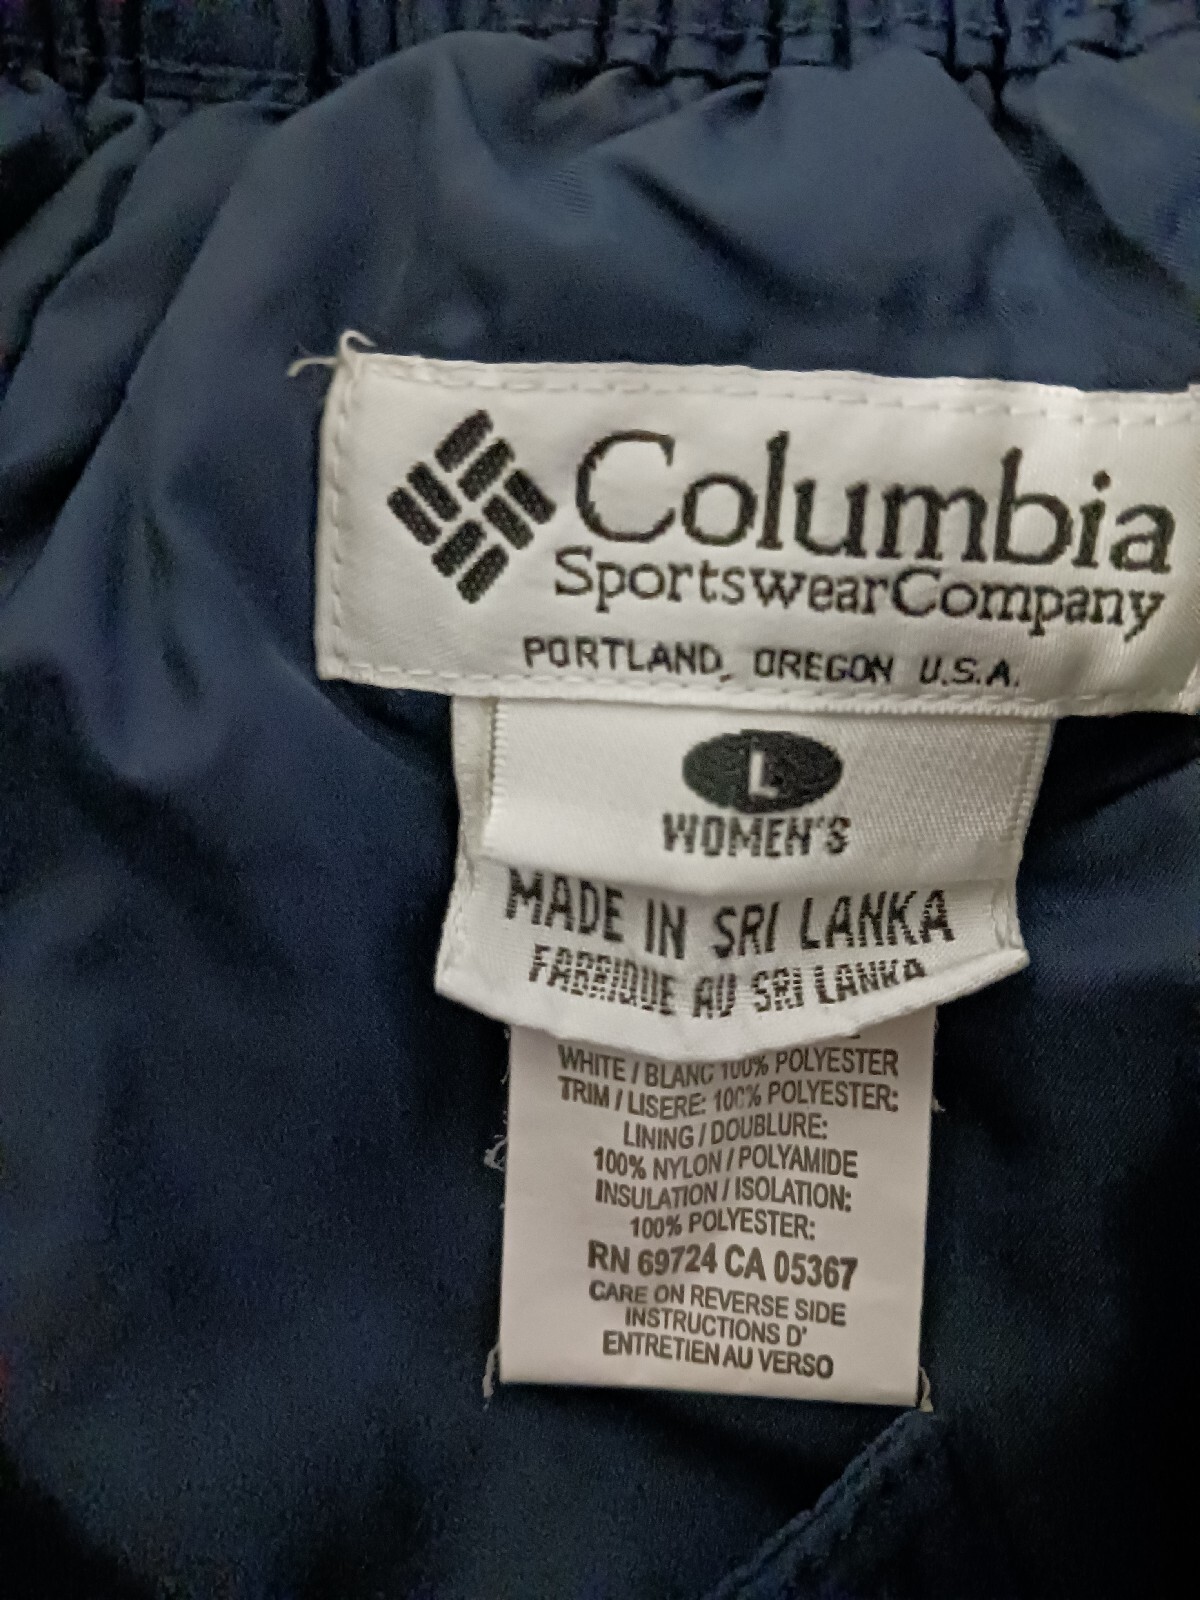 Columbia
Sportswear Company
PORTLAND, OREGON U.S.A.
L
WOMEN'S
MADE IN SRI LANKA
FABRIQUE AU SRI LANKA
WHITE / BLANC 100% POLYESTER
TRIM / LISERE: 100% POLYESTER:
LINING / DOUBLURE:
100% NYLON / POLYAMIDE
INSULATION / ISOLATION:
100% POLYESTER:
RN 69724 CA 05367
CARE ON REVERSE SIDE
INSTRUCTIONS D'
ENTRETIEN AU VERSO